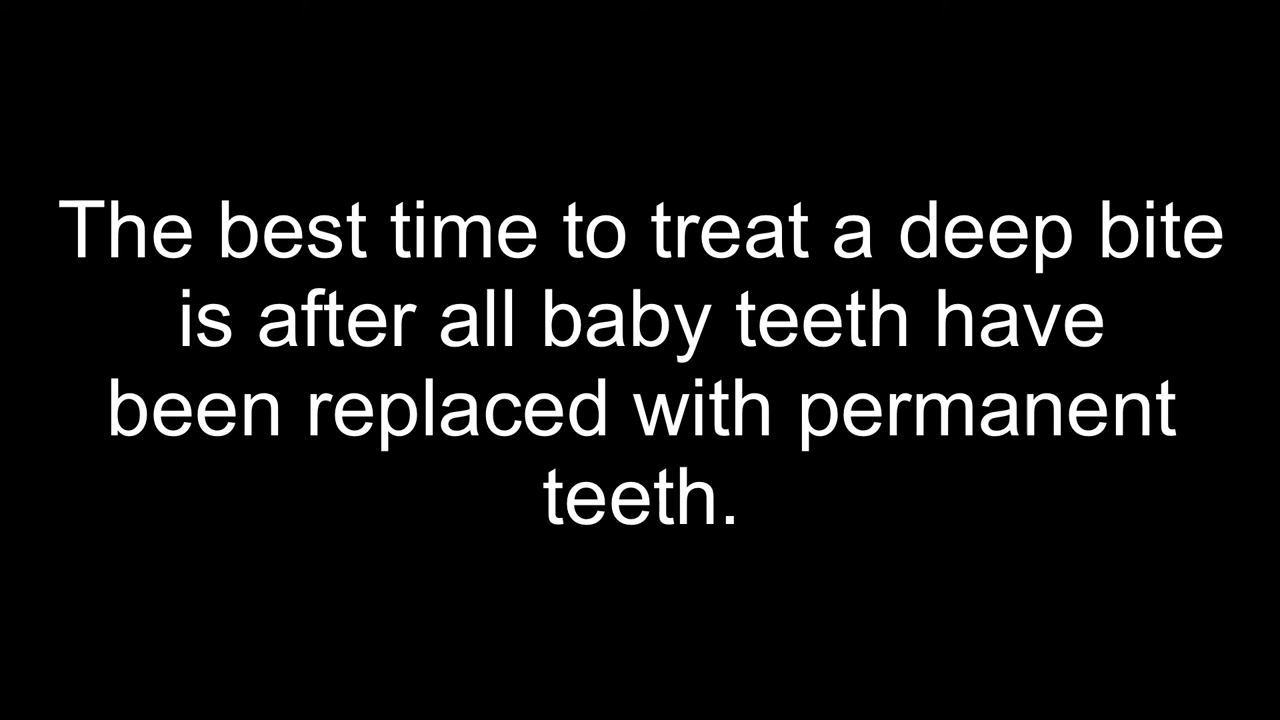 The best time to treat a deep bite
is after all baby teeth have
been replaced with permanent
teeth.